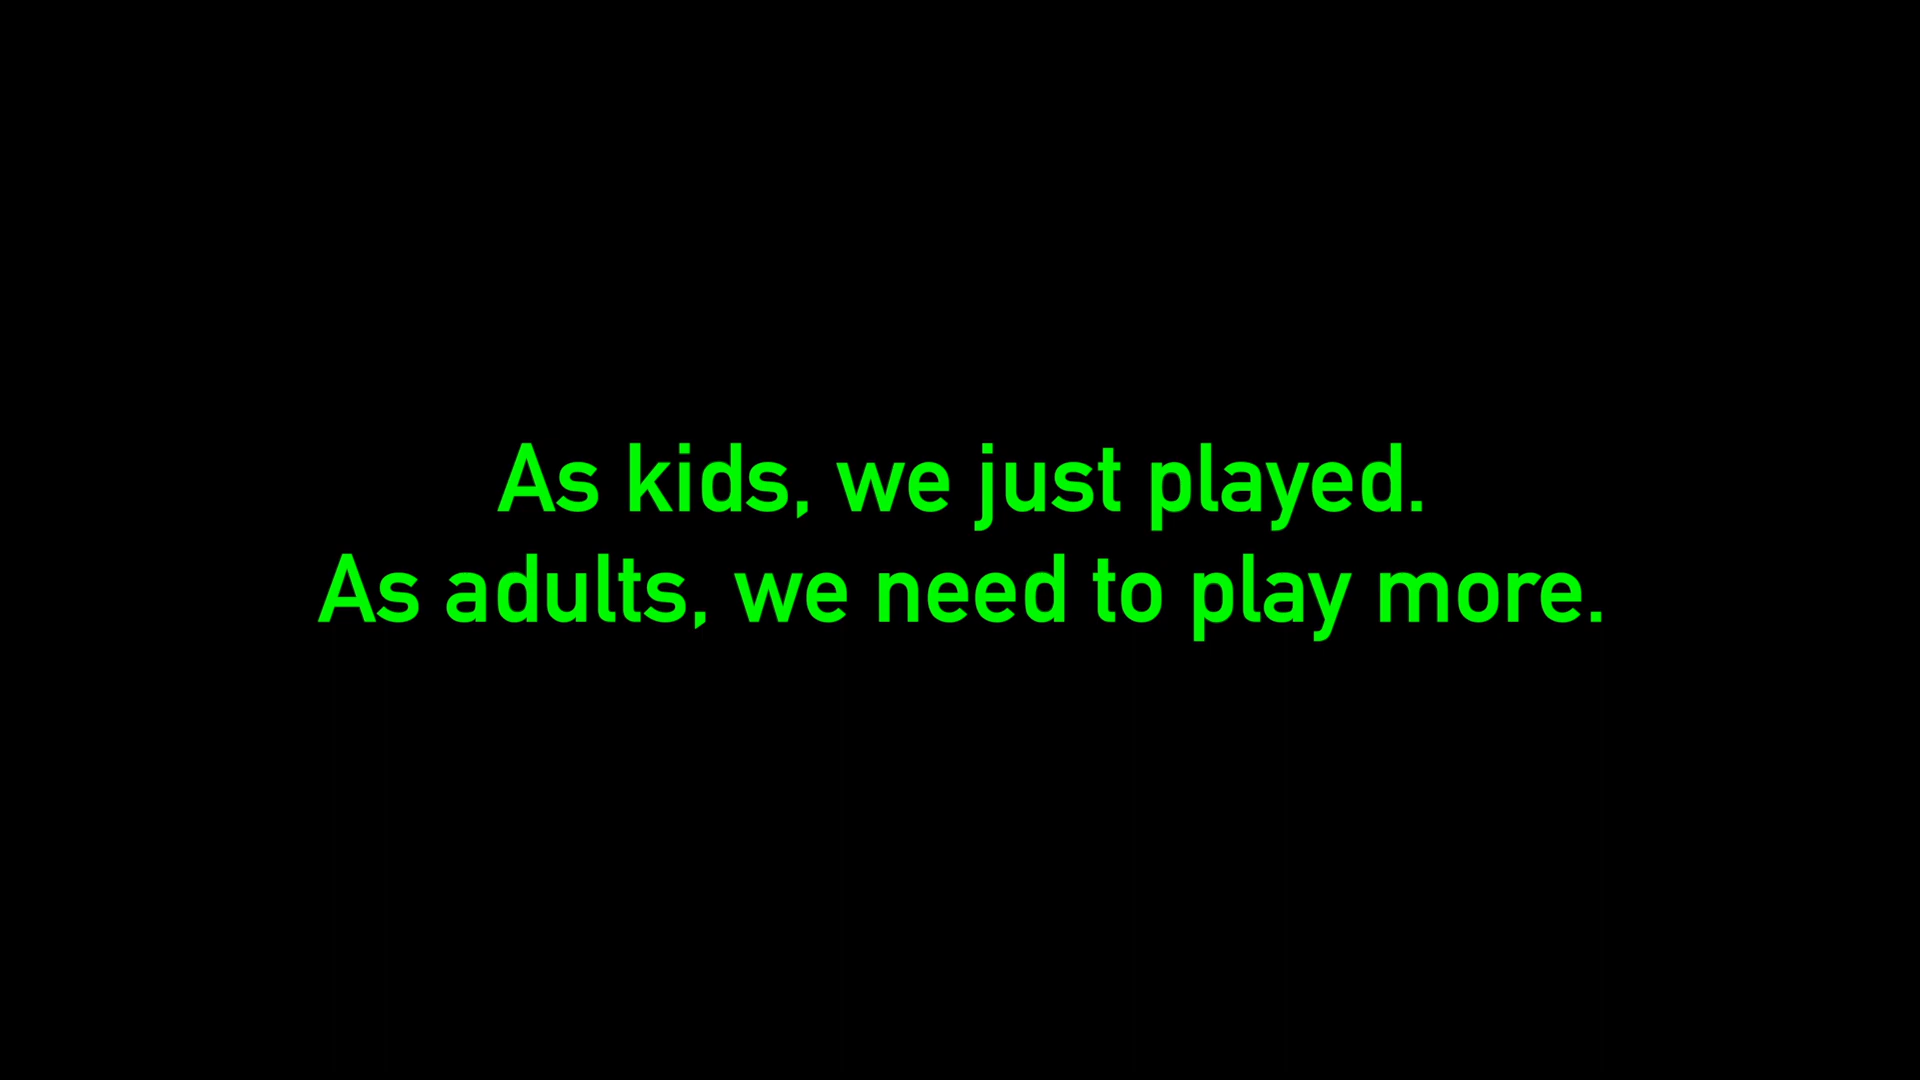 As kids, we just played.
As adults, we need to play more.